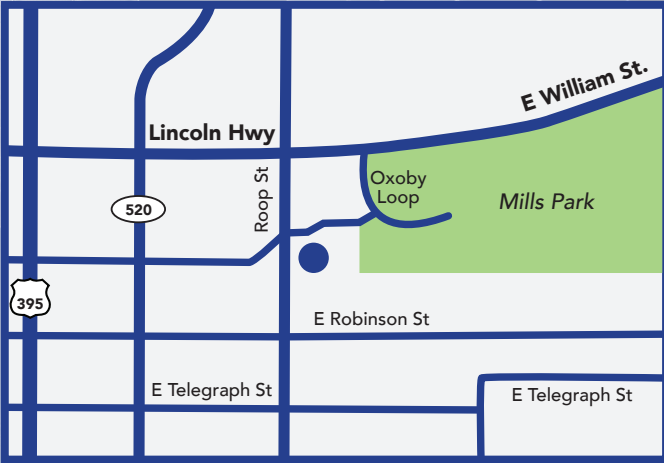 E William St.
Lincoln Hwy
Roop St
Oxoby
Loop
Mills Park
520
395
E Robinson St
E Telegraph St
E Telegraph St